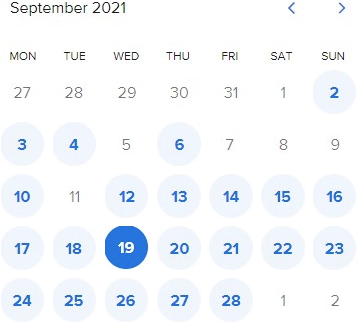 September 2021
MON TUE WED THU FRI SAT SUN
27 28 29 30 31 1 2
3 4 5 6 7 8 9
10 11 12 13 14 15 16
17 18 19 20 21 22 23
24 25 26 27 28 1 2